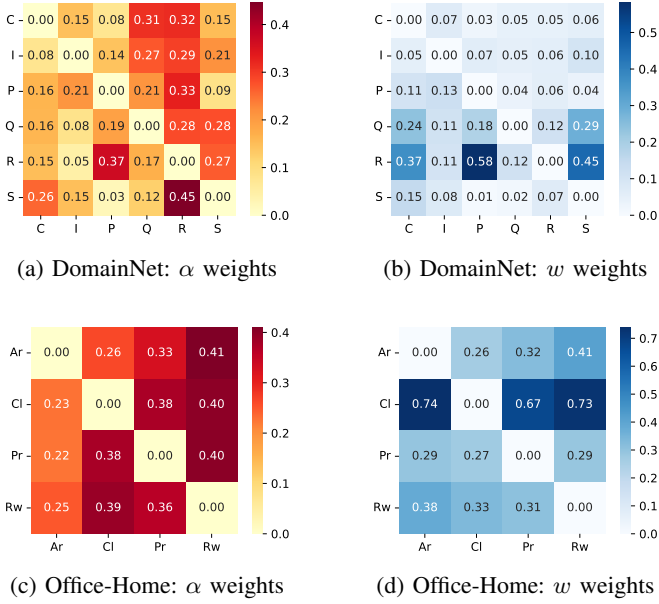 C 0.00 0.15 0.08 0.31 0.32 0.15
I 0.08 0.00 0.14 0.27 0.29 0.21
P 0.16 0.21 0.00 0.21 0.33 0.09
Q 0.16 0.08 0.19 0.00 0.28 0.28
R 0.15 0.05 0.37 0.17 0.00 0.27
S 0.26 0.15 0.03 0.12 0.45 0.00
C I P Q R S
0.4
0.3
0.2
0.1
0.0
(a) DomainNet: α weights
C 0.00 0.07 0.03 0.05 0.05 0.06
I 0.05 0.00 0.07 0.05 0.06 0.10
P 0.11 0.13 0.00 0.04 0.06 0.04
Q 0.24 0.11 0.18 0.00 0.12 0.29
R 0.37 0.11 0.58 0.12 0.00 0.45
S 0.15 0.08 0.01 0.02 0.07 0.00
C I P Q R S
0.5
0.4
0.3
0.2
0.1
0.0
(b) DomainNet: w weights
Ar 0.00 0.26 0.33 0.41
Cl 0.23 0.00 0.38 0.40
Pr 0.22 0.38 0.00 0.40
Rw 0.25 0.39 0.36 0.00
Ar Cl Pr Rw
0.4
0.3
0.2
0.1
0.0
(c) Office-Home: α weights
Ar 0.00 0.26 0.32 0.41
Cl 0.74 0.00 0.67 0.73
Pr 0.29 0.27 0.00 0.29
Rw 0.38 0.33 0.31 0.00
Ar Cl Pr Rw
0.7
0.6
0.5
0.4
0.3
0.2
0.1
0.0
(d) Office-Home: w weights